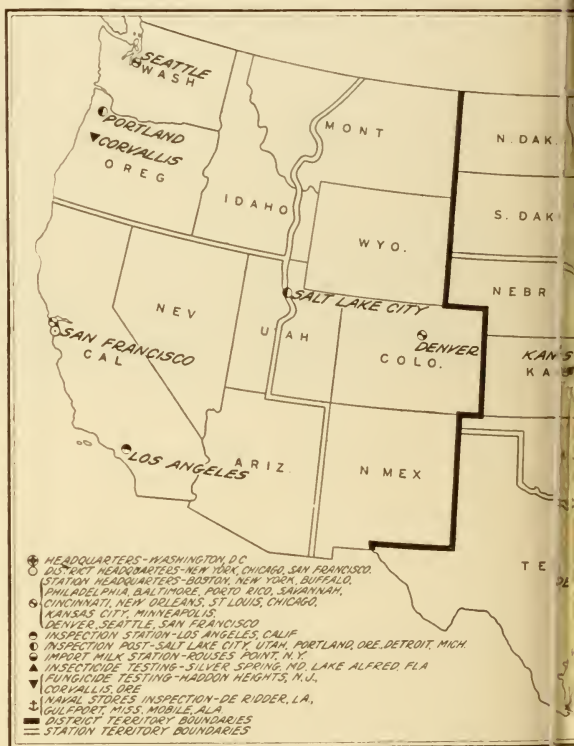 SEATTLE
WASH
PORTLAND
CORVALLIS
OREG
MONT
N. DAK.
IDAHO
S. DAK
WYO.
NEBR
SALT LAKE CITY
NEV
UTAH
SAN FRANCISCO
CAL
COLO.
DENVER
KAN
LOS ANGELES
ARIZ.
N MEX
TE
HEADQUARTERS-WASHINGTON, D.C
DISTRICT HEADQUARTERS-NEW YORK, CHICAGO, SAN FRANCISCO.
STATION HEADQUARTERS-BOSTON, NEW YORK, BUFFALO,
PHILADELPHIA, BALTIMORE, PORTO RICO, SAVANNAH,
CINCINNATI, NEW ORLEANS, ST LOUIS, CHICAGO,
KANSAS CITY, MINNEAPOLIS,
DENVER, SEATTLE, SAN FRANCISCO
INSPECTION STATION-LOS ANGELES, CALIF
INSPECTION POST-SALT LAKE CITY, UTAH, PORTLAND, ORE. DETROIT, MICH.
IMPORT MILK STATION-ROUSES POINT, N.Y.
INSECTICIDE TESTING-SILVER SPRING, MD. LAKE ALFRED, FLA
FUNGICIDE TESTING-HADDON HEIGHTS, N.J.,
CORVALLIS, ORE
NAVAL STORES INSPECTION-DE RIDDER, LA.,
GULFPORT, MISS. MOBILE, ALA
DISTRICT TERRITORY BOUNDARIES
STATION TERRITORY BOUNDARIES